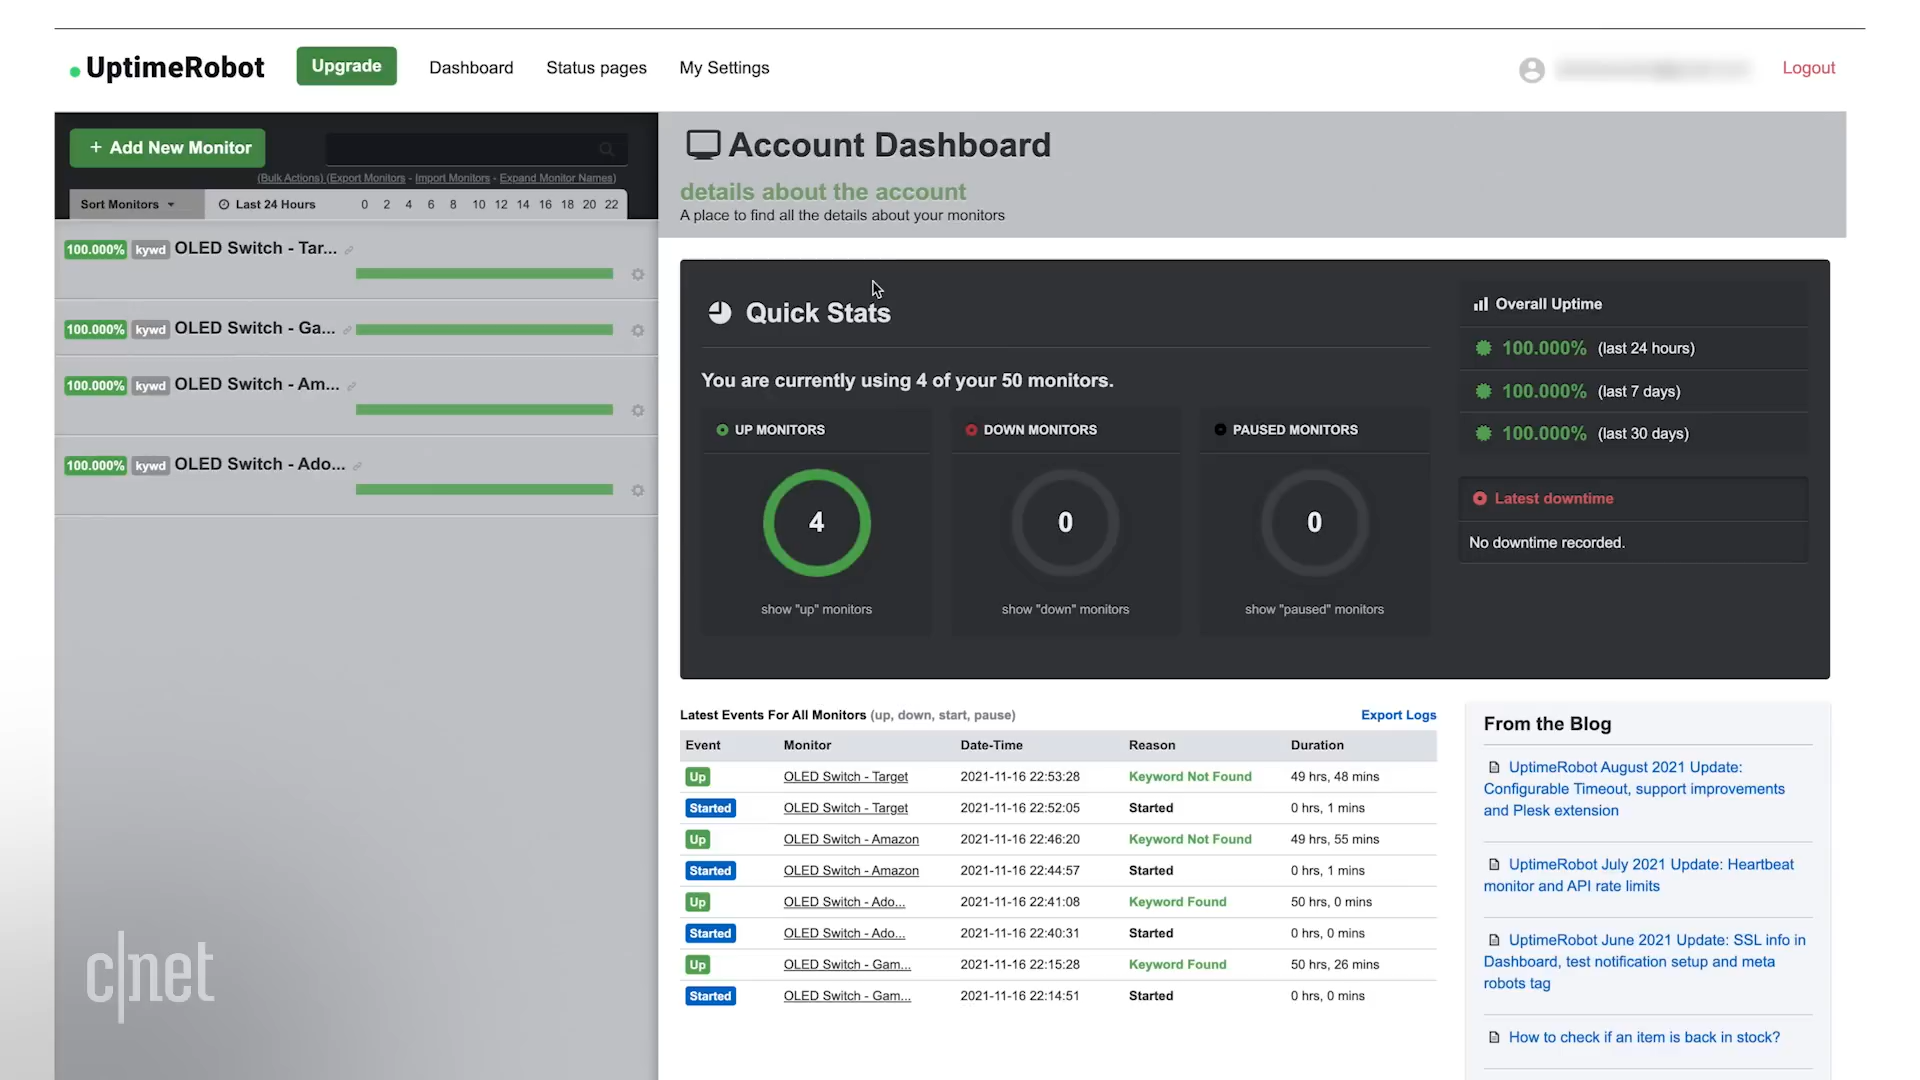 UptimeRobot
Upgrade
Dashboard
Status pages
My Settings
Logout
+ Add New Monitor
(Bulk Actions) (Export Monitors - Import Monitors - Expand Monitor Names)
Sort Monitors
Last 24 Hours
0 2 4 6 8 10 12 14 16 18 20 22
100.000% kywd OLED Switch - Tar...
100.000% kywd OLED Switch - Ga...
100.000% kywd OLED Switch - Am...
100.000% kywd OLED Switch - Ado...
c|net
Account Dashboard
details about the account
A place to find all the details about your monitors
Quick Stats
You are currently using 4 of your 50 monitors.
UP MONITORS
4
show "up" monitors
DOWN MONITORS
0
show "down" monitors
PAUSED MONITORS
0
show "paused" monitors
Overall Uptime
100.000% (last 24 hours)
100.000% (last 7 days)
100.000% (last 30 days)
Latest downtime
No downtime recorded.
Latest Events For All Monitors (up, down, start, pause)
Export Logs
Event Monitor Date-Time Reason Duration
Up OLED Switch - Target 2021-11-16 22:53:28 Keyword Not Found 49 hrs, 48 mins
Started OLED Switch - Target 2021-11-16 22:52:05 Started 0 hrs, 1 mins
Up OLED Switch - Amazon 2021-11-16 22:46:20 Keyword Not Found 49 hrs, 55 mins
Started OLED Switch - Amazon 2021-11-16 22:44:57 Started 0 hrs, 1 mins
Up OLED Switch - Ado... 2021-11-16 22:41:08 Keyword Found 50 hrs, 0 mins
Started OLED Switch - Ado... 2021-11-16 22:40:31 Started 0 hrs, 0 mins
Up OLED Switch - Gam... 2021-11-16 22:15:28 Keyword Found 50 hrs, 26 mins
Started OLED Switch - Gam... 2021-11-16 22:14:51 Started 0 hrs, 0 mins
From the Blog
UptimeRobot August 2021 Update:
Configurable Timeout, support improvements
and Plesk extension
UptimeRobot July 2021 Update: Heartbeat
monitor and API rate limits
UptimeRobot June 2021 Update: SSL info in
Dashboard, test notification setup and meta
robots tag
How to check if an item is back in stock?